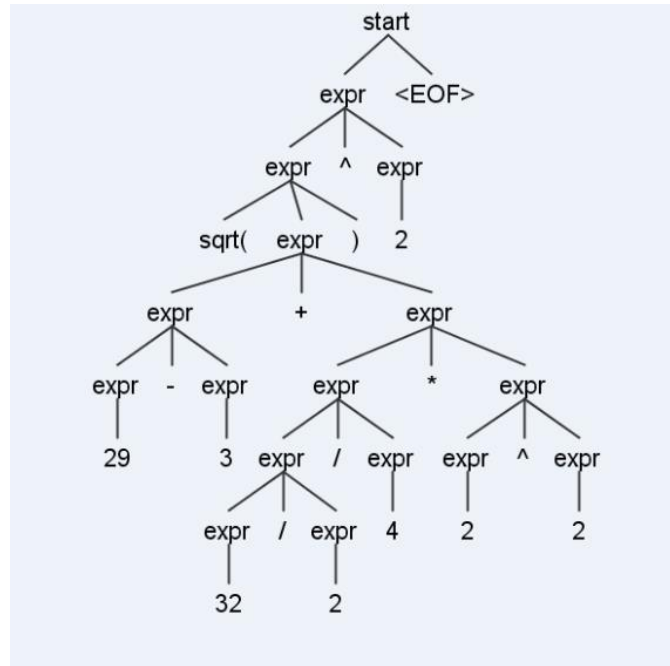 start
expr <EOF>
expr ^ expr
sqrt( expr ) 2
expr + expr
expr - expr expr * expr
29 3 expr / expr expr ^ expr
expr / expr 4 2 2
32 2